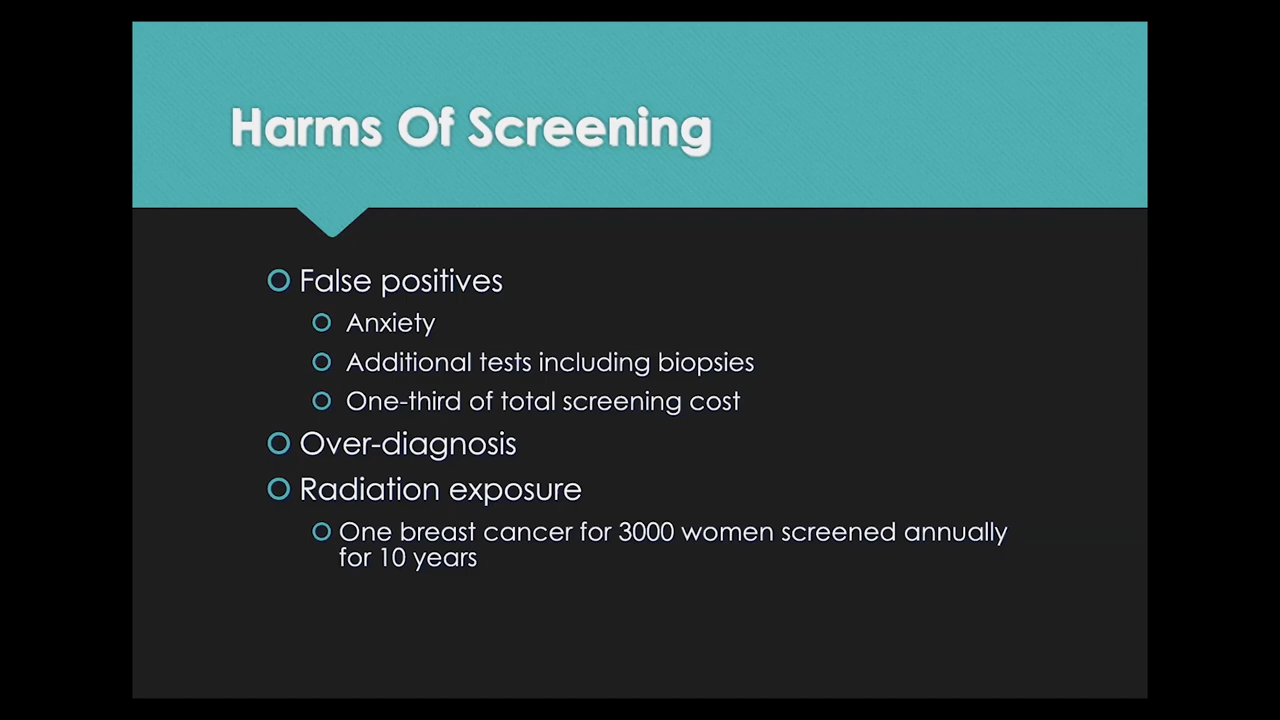 Harms Of Screening
False positives
Anxiety
Additional tests including biopsies
One-third of total screening cost
Over-diagnosis
Radiation exposure
One breast cancer for 3000 women screened annually
for 10 years